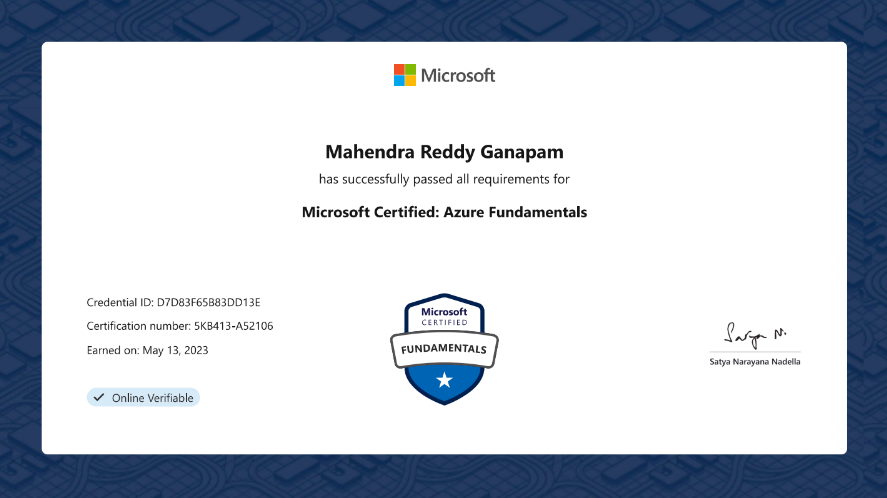 Microsoft
Mahendra Reddy Ganapam
has successfully passed all requirements for
Microsoft Certified: Azure Fundamentals
Credential ID: D7D83F65B83DD13E
Certification number: 5KB413-A52106
Earned on: May 13, 2023
Online Verifiable
Microsoft
CERTIFIED
FUNDAMENTALS
Satya N.
Satya Narayana Nadella